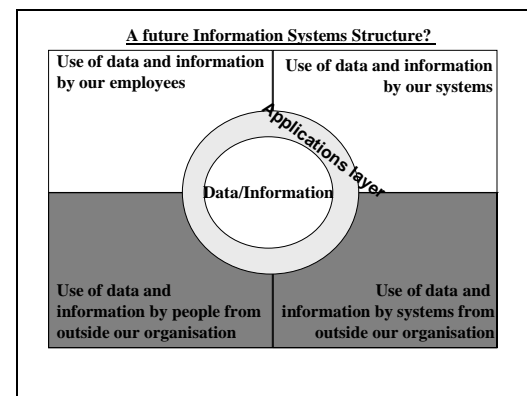 A future Information Systems Structure?
Use of data and information
by our employees
Use of data and information
by our systems
Applications layer
Data/Information
Use of data and
information by people from
outside our organisation
Use of data and
information by systems from
outside our organisation